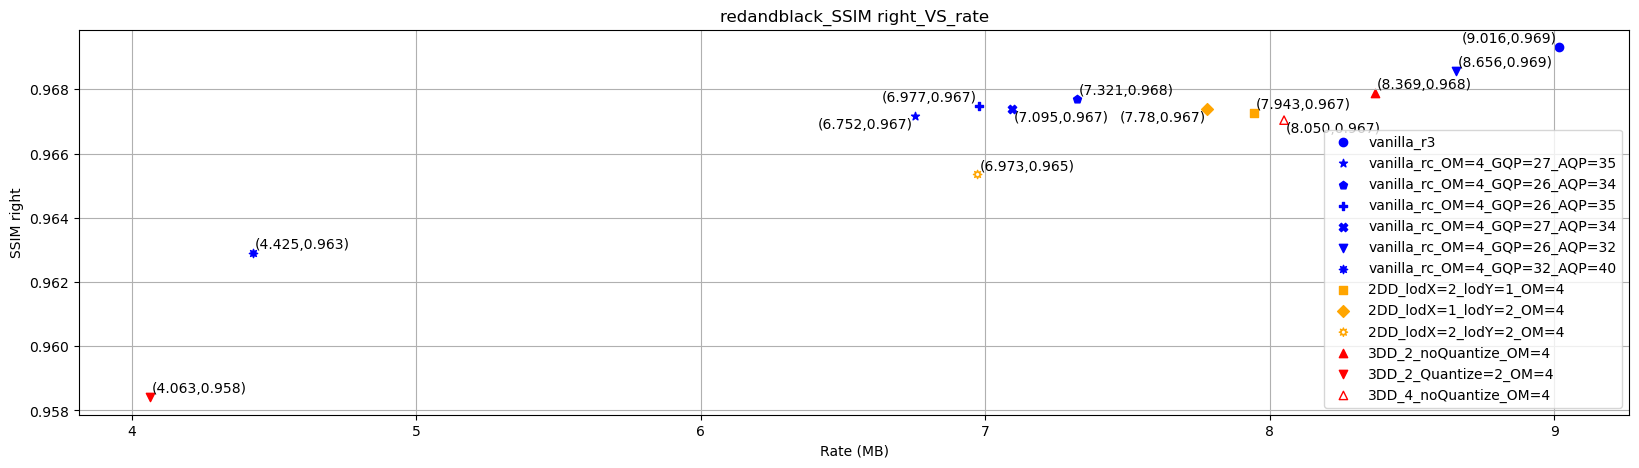 redandblack_SSIM right_VS_rate
(9.016,0.969)
(8.656,0.969)
(8.369,0.968)
(7.321,0.968)
(6.977,0.967)
(7.943,0.967)
(6.752,0.967)
(7.095,0.967)
(7.78,0.967)
(8.050,0.967)
(6.973,0.965)
(4.425,0.963)
(4.063,0.958)
0.968
0.966
0.964
0.962
0.960
0.958
SSIM right
4 5 6 7 8 9
Rate (MB)
vanilla_r3
vanilla_rc_OM=4_GQP=27_AQP=35
vanilla_rc_OM=4_GQP=26_AQP=34
vanilla_rc_OM=4_GQP=26_AQP=35
vanilla_rc_OM=4_GQP=27_AQP=34
vanilla_rc_OM=4_GQP=26_AQP=32
vanilla_rc_OM=4_GQP=32_AQP=40
2DD_lodX=2_lodY=1_OM=4
2DD_lodX=1_lodY=2_OM=4
2DD_lodX=2_lodY=2_OM=4
3DD_2_noQuantize_OM=4
3DD_2_Quantize=2_OM=4
3DD_4_noQuantize_OM=4